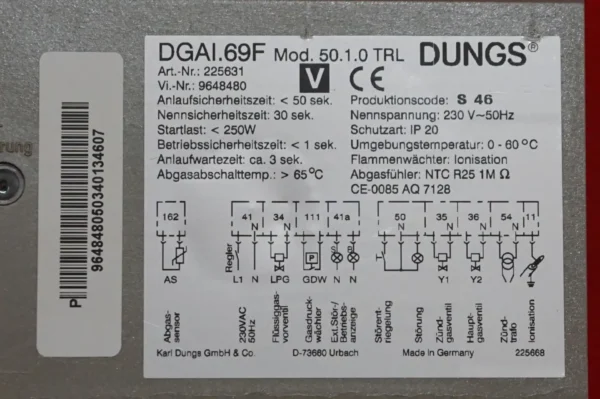 DGAI.69F Mod. 50.1.0 TRL DUNGS®
Art.-Nr.: 225631
Vi.-Nr.: 9648480
V CE
Anlaufsicherheitszeit: < 50 sek.
Nennsicherheitszeit: 30 sek.
Startlast: < 250W
Betriebssicherheitszeit: < 1 sek.
Anlaufwartezeit: ca. 3 sek.
Abgasabschalttemp.: > 65°C
Produktionscode: S 46
Nennspannung: 230 V~50Hz
Schutzart: IP 20
Umgebungstemperatur: 0 - 60°C
Flammenwächter: Ionisation
Abgasfühler: NTC R25 1M Ω
CE-0085 AQ 7128
162 41 34 111 41a 50 35 36 54 11
N N N N N N
Regler
P
AS L1 N LPG GDW N N Y1 Y2
Abgas-
sensor
230VAC
50Hz
Flüssiggas-
vorventil
Gasdruck-
wächter
Ext.Stör-/
Betriebs-
anzeige
Störent-
riegelung
Störung
Zünd-
gasventil
Haupt-
gasventil
Zünd-
trafo
Ionisation
Karl Dungs GmbH & Co. D-73660 Urbach Made in Germany 225668
P
964848050340134607